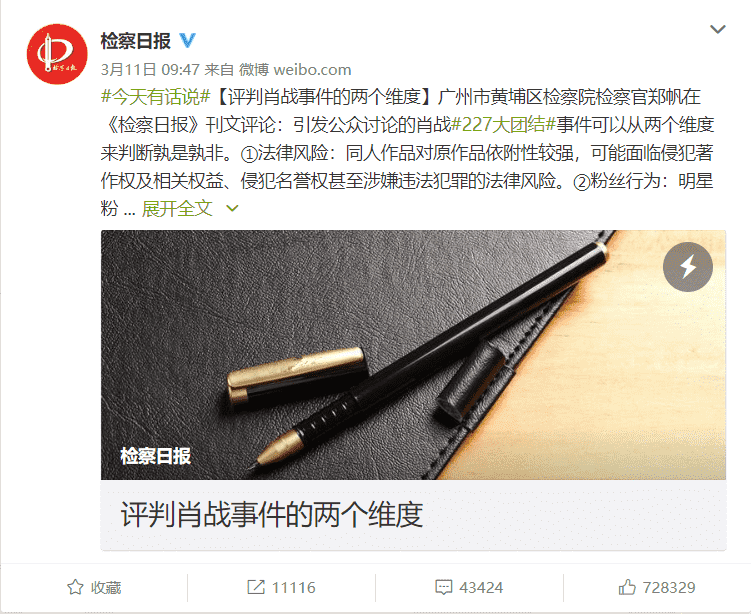 检察日报
3月11日 09:47 来自 微博 weibo.com
#今天有话说#【评判肖战事件的两个维度】广州市黄埔区检察院检察官郑帆在
《检察日报》刊文评论：引发公众讨论的肖战#227大团结#事件可以从两个维度
来判断孰是孰非。①法律风险：同人作品对原作品依附性较强，可能面临侵犯著
作权及相关权益、侵犯名誉权甚至涉嫌违法犯罪的法律风险。②粉丝行为：明星
粉 ... 展开全文
检察日报
评判肖战事件的两个维度
收藏 11116 43424 728329